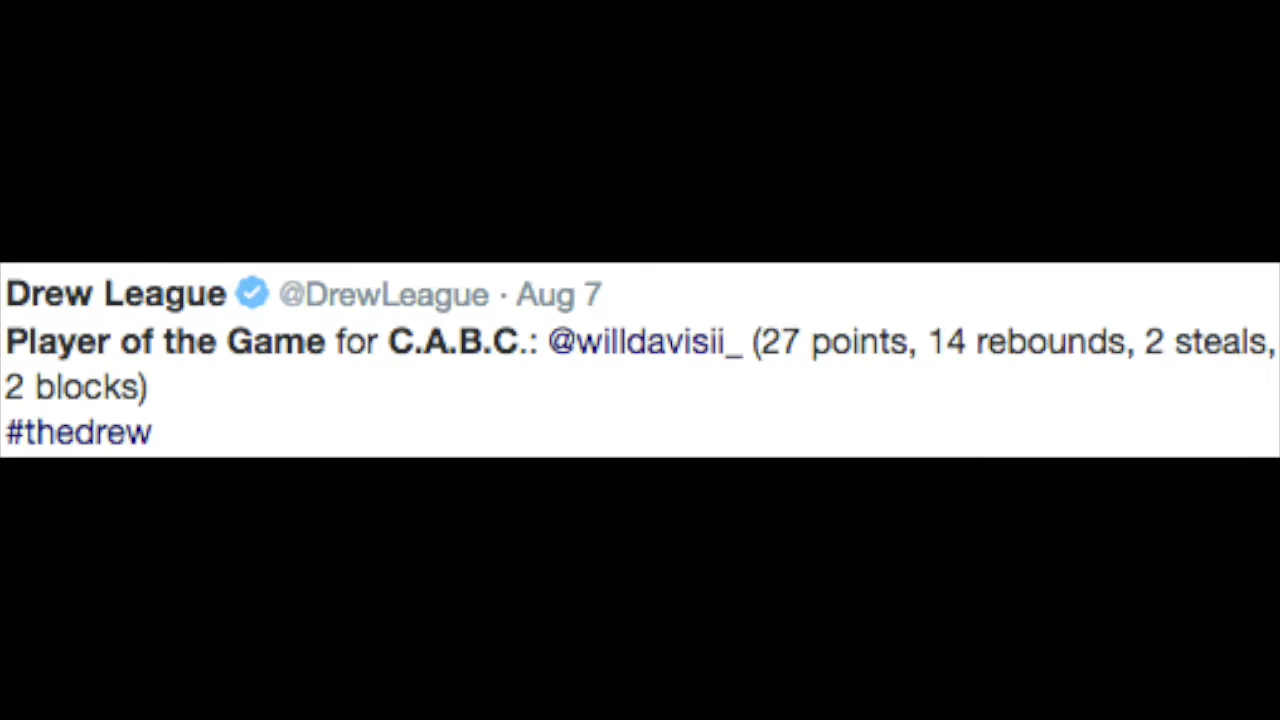 Drew League @DrewLeague · Aug 7
Player of the Game for C.A.B.C.: @willdavisii_ (27 points, 14 rebounds, 2 steals,
2 blocks)
#thedrew